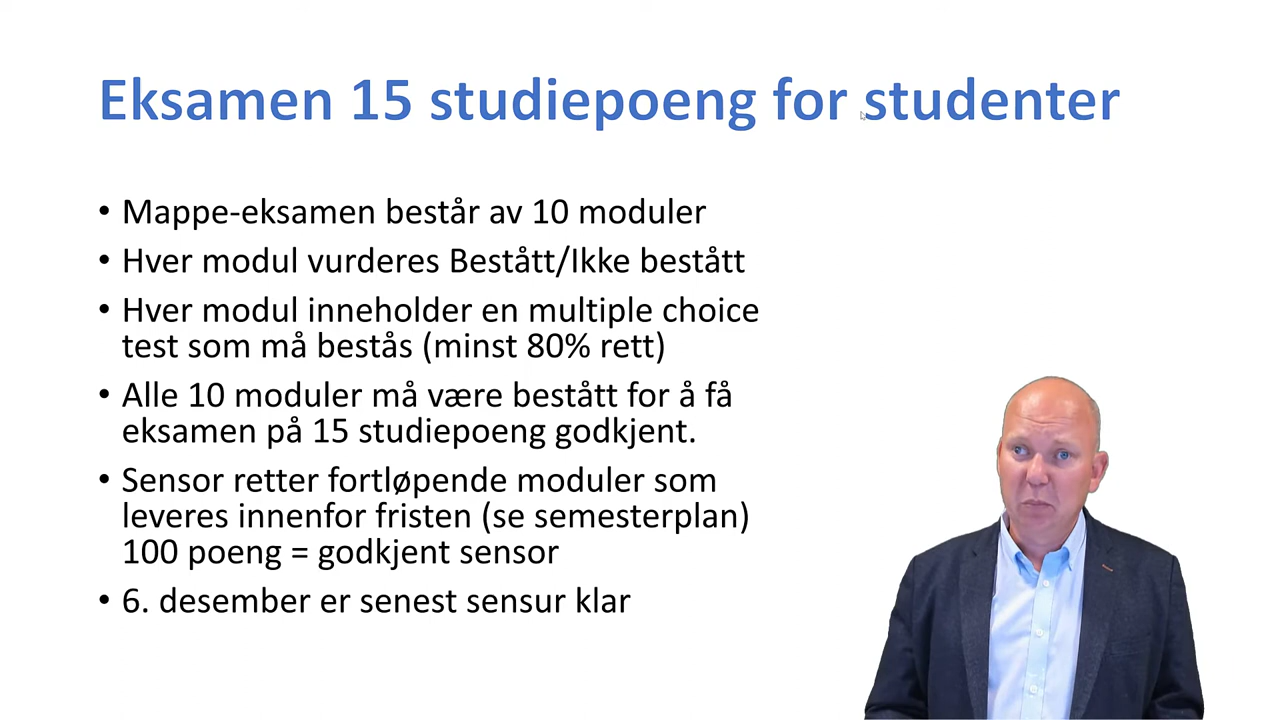 Eksamen 15 studiepoeng for studenter
• Mappe-eksamen består av 10 moduler
• Hver modul vurderes Bestått/Ikke bestått
• Hver modul inneholder en multiple choice
test som må bestås (minst 80% rett)
• Alle 10 moduler må være bestått for å få
eksamen på 15 studiepoeng godkjent.
• Sensor retter fortløpende moduler som
leveres innenfor fristen (se semesterplan)
100 poeng = godkjent sensor
• 6. desember er senest sensur klar